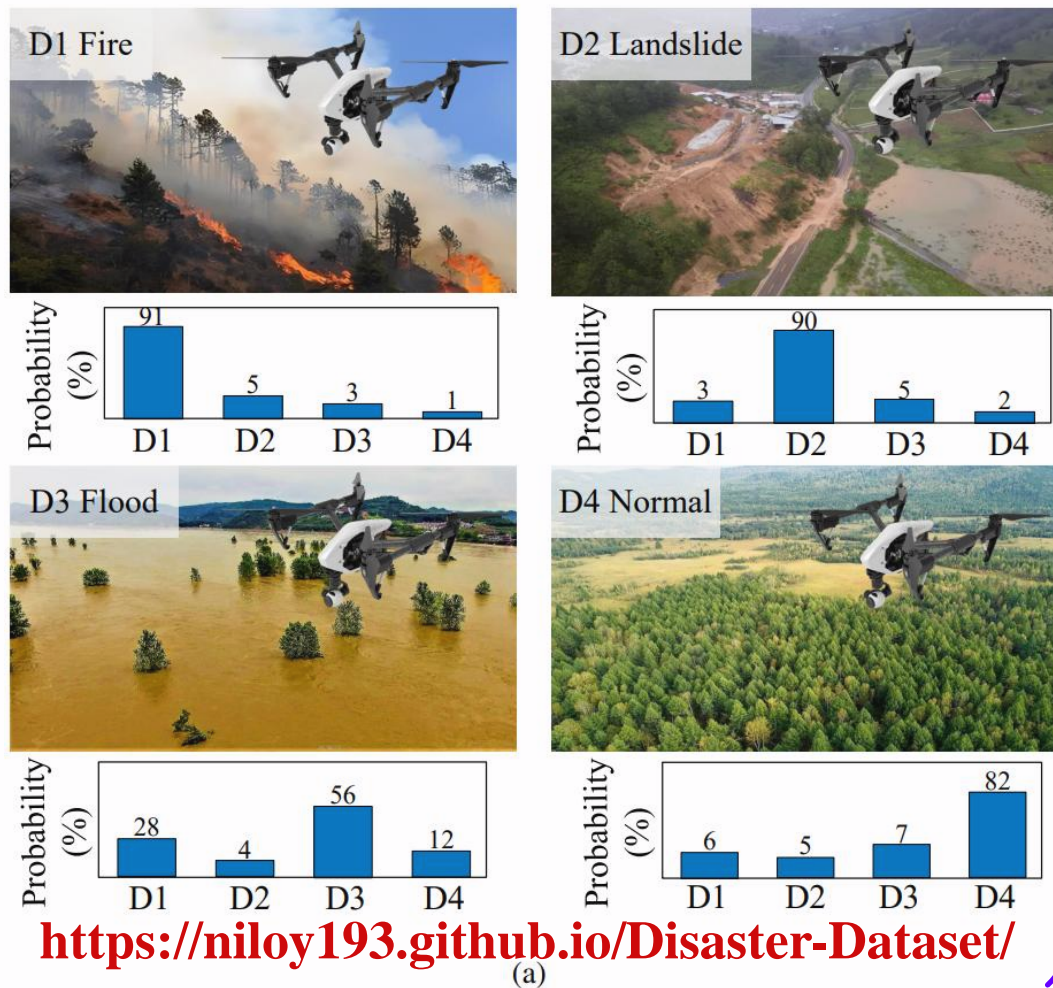 D1 Fire
D2 Landslide
Probability
(%)
91
5
3
1
D1 D2 D3 D4
Probability
(%)
3
90
5
2
D1 D2 D3 D4
D3 Flood
D4 Normal
Probability
(%)
28
4
56
12
D1 D2 D3 D4
Probability
(%)
6
5
7
82
D1 D2 D3 D4
https://niloy193.github.io/Disaster-Dataset/
(a)